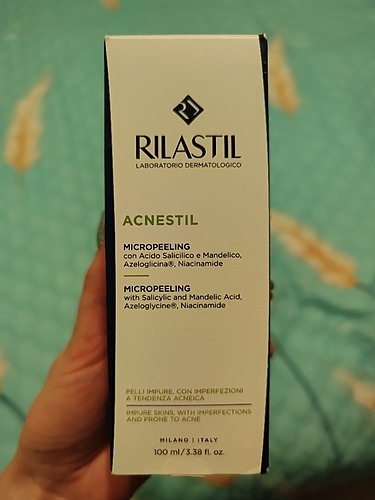 RILASTIL
LABORATORIO DERMATOLOGICO
ACNESTIL
MICROPEELING
con Acido Salicilico e Mandelico,
Azeloglicina®, Niacinamide
MICROPEELING
with Salicylic and Mandelic Acid,
Azeloglycine®, Niacinamide
PELLI IMPURE, CON IMPERFEZIONI
A TENDENZA ACNEICA
IMPURE SKINS, WITH IMPERFECTIONS
AND PRONE TO ACNE
MILANO | ITALY
100 ml / 3.38 fl. oz.